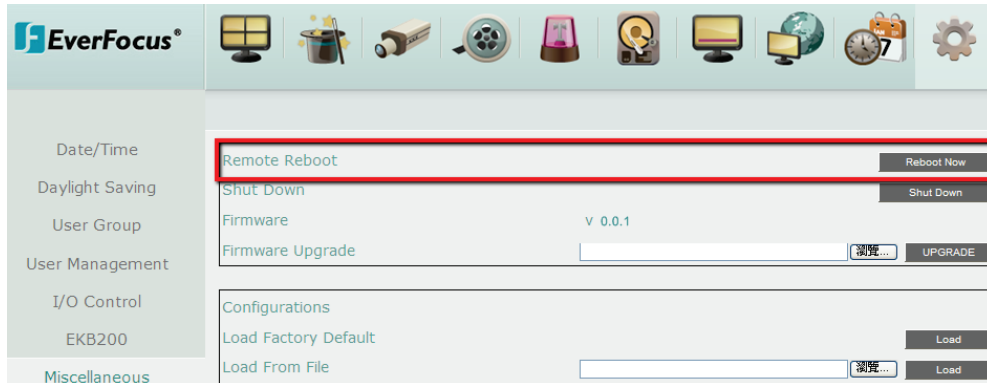 EverFocus®
7
Date/Time
Daylight Saving
User Group
User Management
I/O Control
EKB200
Miscellaneous
Remote Reboot Reboot Now
Shut Down Shut Down
Firmware V 0.0.1
Firmware Upgrade 瀏覽... UPGRADE
Configurations
Load Factory Default Load
Load From File 瀏覽... Load